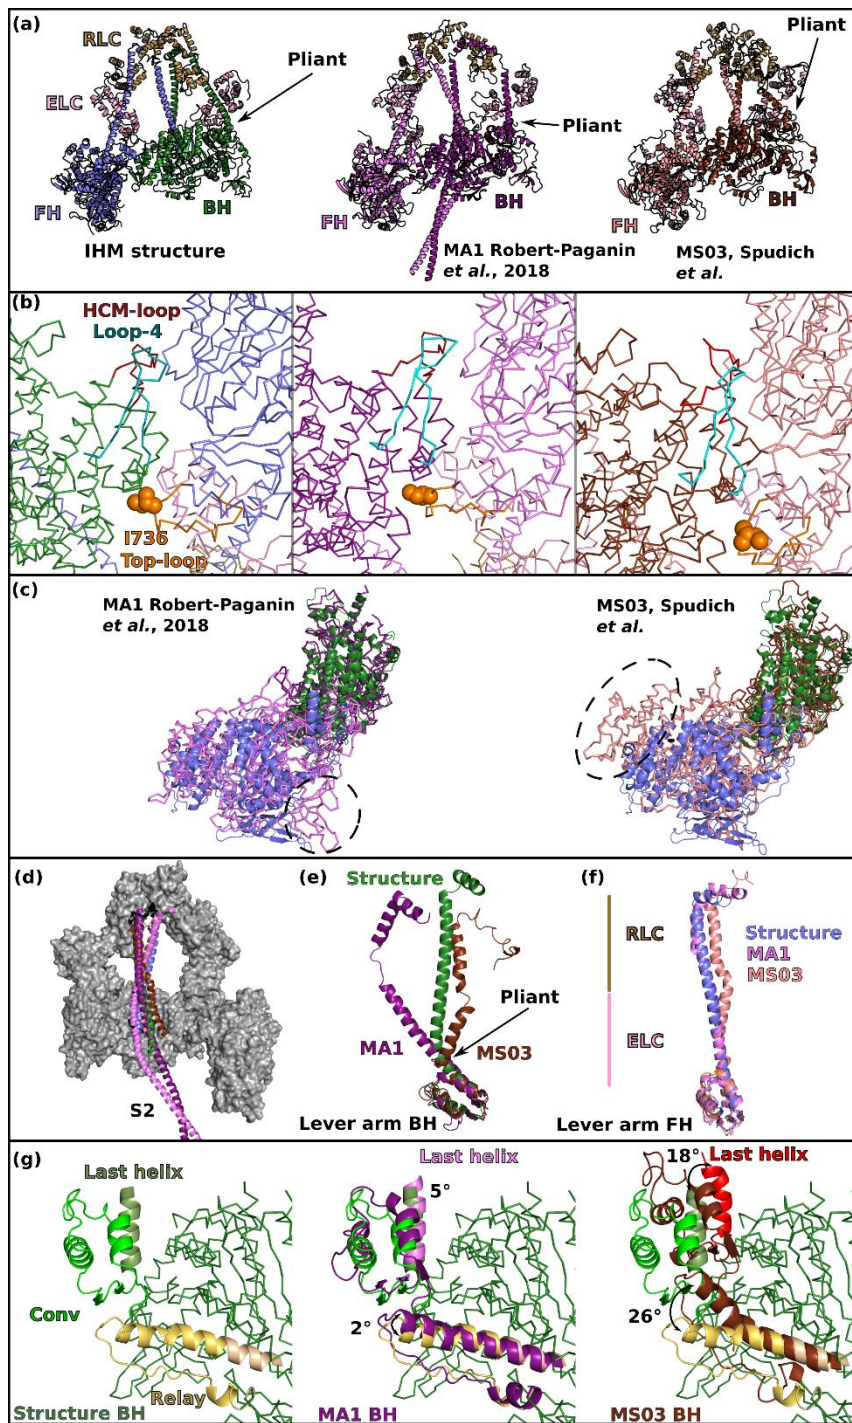 (a)
RLC
Pliant
Pliant
ELC
Pliant
FH
BH
IHM structure
FH
BH
MA1 Robert-Paganin
et al., 2018
FH
BH
MS03, Spudich
et al.
(b)
HCM-loop
Loop-4
I736
Top-loop
(c)
MA1 Robert-Paganin
et al., 2018
MS03, Spudich
et al.
(d)
S2
(e)
Structure
Pliant
MA1
MS03
Lever arm BH
(f)
RLC
Structure
MA1
MS03
ELC
Lever arm FH
(g)
Last helix
Conv
Relay
Structure BH
Last helix
5°
2°
MA1 BH
18°
Last helix
26°
MS03 BH